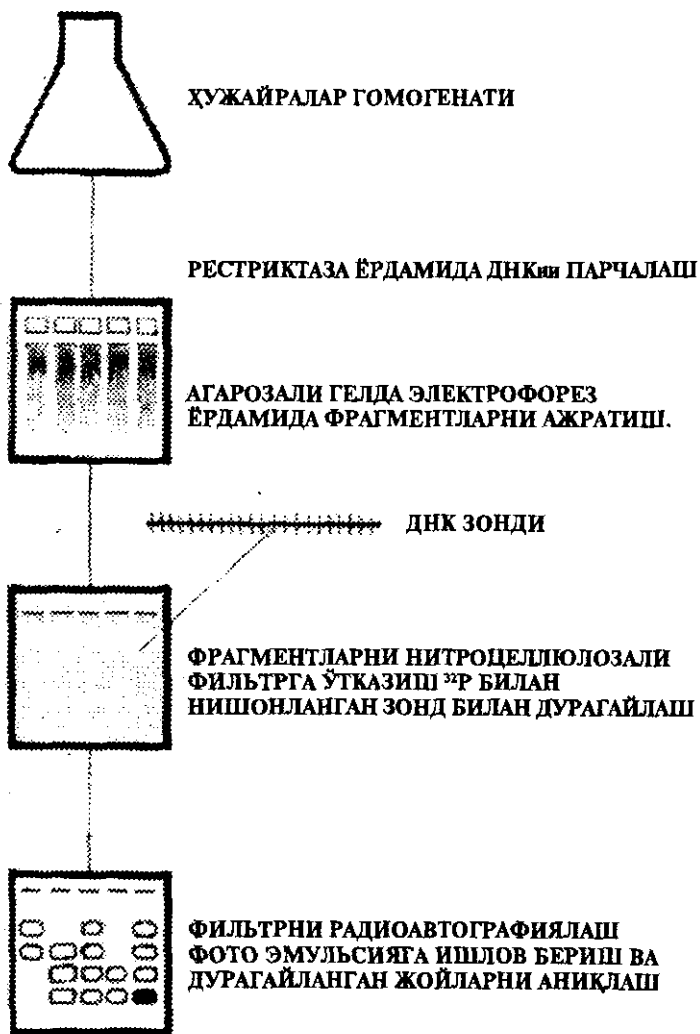 ҲУЖАЙРАЛАР ГОМОГЕНАТИ
РЕСТРИКТАЗА ЁРДАМИДА ДНКни ПАРЧАЛАШ
АГАРОЗАЛИ ГЕЛДА ЭЛЕКТРОФОРЕЗ
ЁРДАМИДА ФРАГМЕНТЛАРНИ АЖРАТИШ.
ДНК ЗОНДИ
ФРАГМЕНТЛАРНИ НИТРОЦЕЛЛЮЛОЗАЛИ
ФИЛЬТРГА ЎТКАЗИШ ³²Р БИЛАН
НИШОНЛАНГАН ЗОНД БИЛАН ДУРАГАЙЛАШ
ФИЛЬТРНИ РАДИОАВТОГРАФИЯЛАШ
ФОТО ЭМУЛЬСИЯГА ИШЛОВ БЕРИШ ВА
ДУРАГАЙЛАНГАН ЖОЙЛАРНИ АНИҚЛАШ